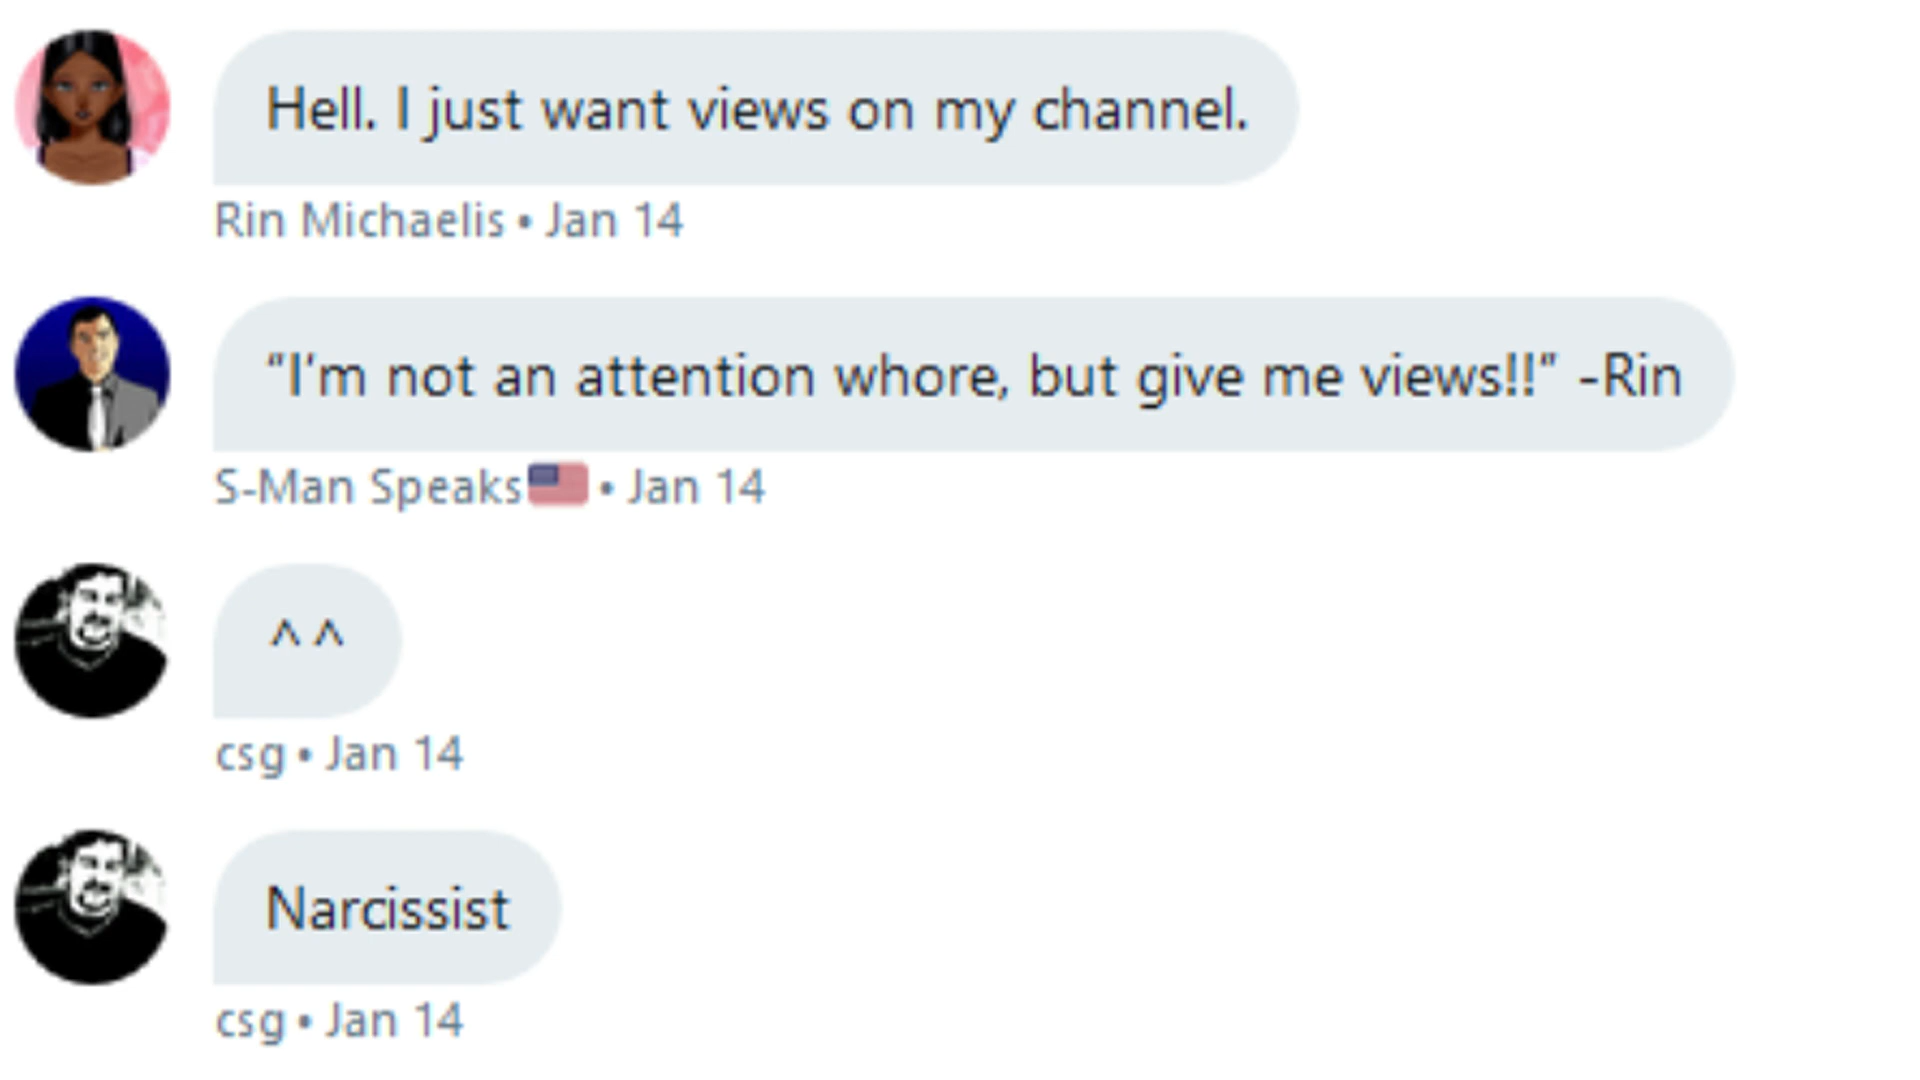 Hell. I just want views on my channel.
Rin Michaelis • Jan 14
“I'm not an attention whore, but give me views!!” -Rin
S-Man Speaks🇺🇸 • Jan 14
^ ^
csg • Jan 14
Narcissist
csg • Jan 14